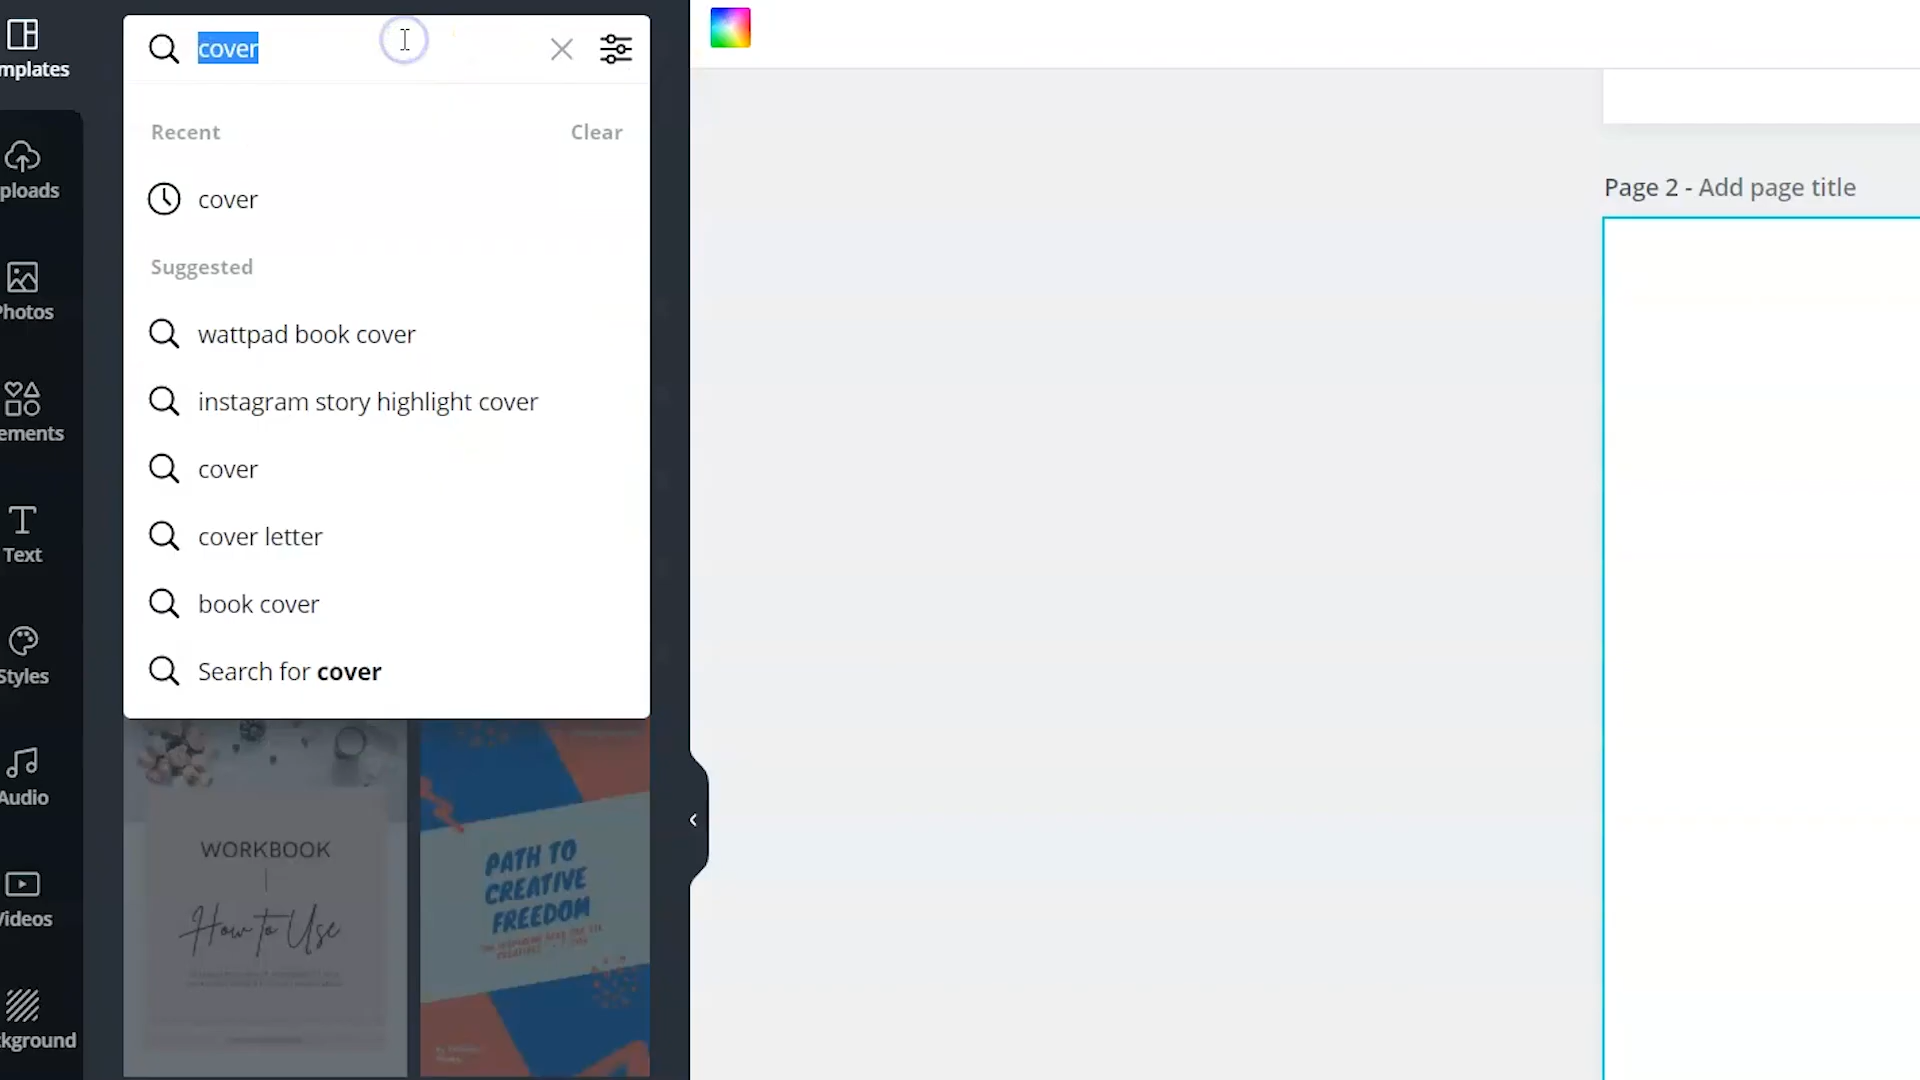 mplates
ploads
Photos
ements
Text
Styles
Audio
Videos
kground
cover
Recent
Clear
cover
Suggested
wattpad book cover
instagram story highlight cover
cover
cover letter
book cover
Search for cover
WORKBOOK
How to Use
PATH TO
CREATIVE
FREEDOM
Page 2 - Add page title